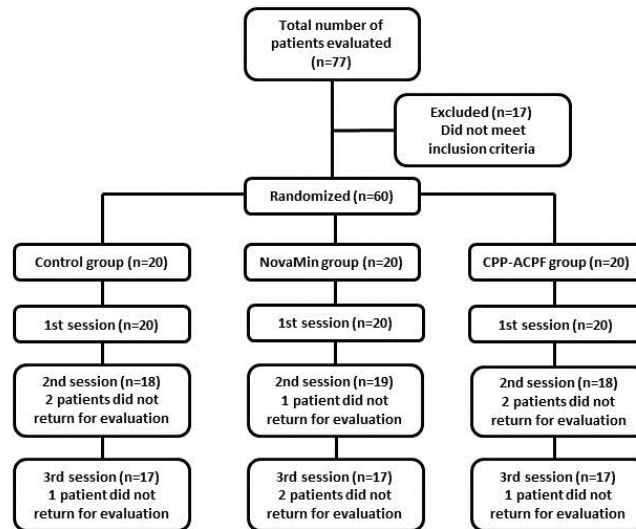 Total number of
patients evaluated
(n=77)
Excluded (n=17)
Did not meet
inclusion criteria
Randomized (n=60)
Control group (n=20)
NovaMin group (n=20)
CPP-ACPF group (n=20)
1st session (n=20)
1st session (n=20)
1st session (n=20)
2nd session (n=18)
2 patients did not
return for evaluation
2nd session (n=19)
1 patient did not
return for evaluation
2nd session (n=18)
2 patients did not
return for evaluation
3rd session (n=17)
1 patient did not
return for evaluation
3rd session (n=17)
2 patients did not
return for evaluation
3rd session (n=17)
1 patient did not
return for evaluation